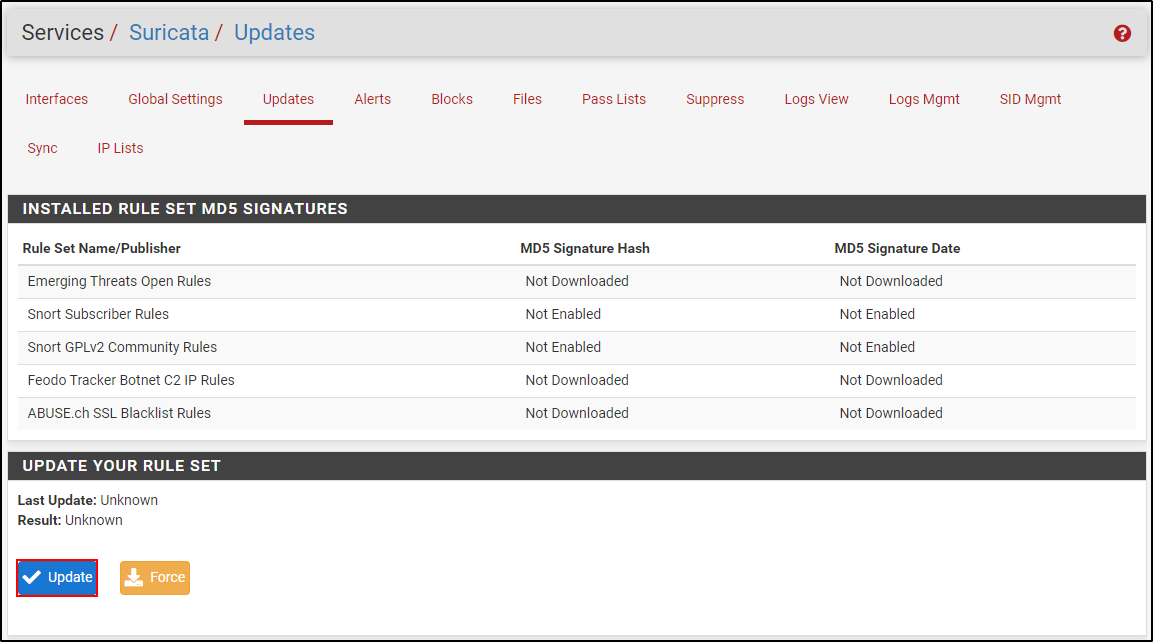 Services / Suricata / Updates
Interfaces Global Settings Updates Alerts Blocks Files Pass Lists Suppress Logs View Logs Mgmt SID Mgmt
Sync IP Lists
INSTALLED RULE SET MD5 SIGNATURES
Rule Set Name/Publisher MD5 Signature Hash MD5 Signature Date
Emerging Threats Open Rules Not Downloaded Not Downloaded
Snort Subscriber Rules Not Enabled Not Enabled
Snort GPLv2 Community Rules Not Enabled Not Enabled
Feodo Tracker Botnet C2 IP Rules Not Downloaded Not Downloaded
ABUSE.ch SSL Blacklist Rules Not Downloaded Not Downloaded
UPDATE YOUR RULE SET
Last Update: Unknown
Result: Unknown
Update Force